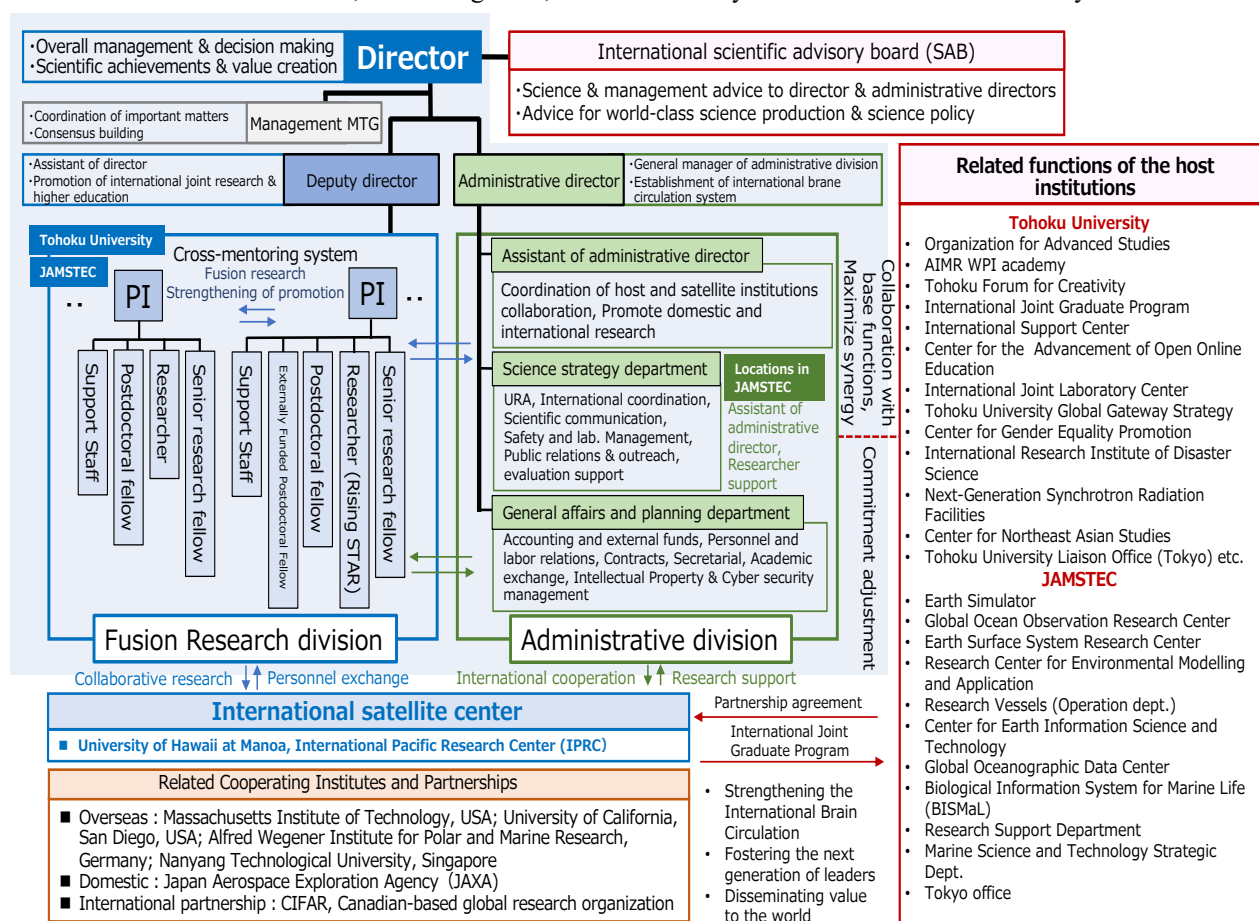 ·Overall management & decision making
·Scientific achievements & value creation
Director
International scientific advisory board (SAB)
·Science & management advice to director & administrative directors
·Advice for world-class science production & science policy
·Coordination of important matters
·Consensus building
Management MTG
·Assistant of director
·Promotion of international joint research &
higher education
Deputy director
Administrative director
·General manager of administrative division
·Establishment of international brane
circulation system
Tohoku University
JAMSTEC
Cross-mentoring system
Fusion research
Strengthening of promotion
··
PI
PI
··
Support Staff
Postdoctoral fellow
Researcher
Senior research fellow
Support Staff
Externally Funded Postdoctoral Fellow
Postdoctoral fellow
Researcher (Rising STAR)
Senior research fellow
Fusion Research division
Assistant of administrative director
Coordination of host and satellite institutions
collaboration, Promote domestic and
international research
Science strategy department
URA, International coordination,
Scientific communication,
Safety and lab. Management,
Public relations & outreach,
evaluation support
Locations in
JAMSTEC
Assistant of
administrative
director,
Researcher
support
General affairs and planning department
Accounting and external funds, Personnel and
labor relations, Contracts, Secretarial, Academic
exchange, Intellectual Property & Cyber security
management
Administrative division
Collaboration with
base functions,
Maximize synergy
Commitment adjustment
Collaborative research
Personnel exchange
International cooperation
Research support
International satellite center
■ University of Hawaii at Manoa, International Pacific Research Center (IPRC)
Related Cooperating Institutes and Partnerships
■ Overseas : Massachusetts Institute of Technology, USA; University of California,
San Diego, USA; Alfred Wegener Institute for Polar and Marine Research,
Germany; Nanyang Technological University, Singapore
■ Domestic : Japan Aerospace Exploration Agency (JAXA)
■ International partnership : CIFAR, Canadian-based global research organization
Partnership agreement
International Joint
Graduate Program
• Strengthening the
International Brain
Circulation
• Fostering the next
generation of leaders
• Disseminating value
to the world
Related functions of the host
institutions
Tohoku University
• Organization for Advanced Studies
• AIMR WPI academy
• Tohoku Forum for Creativity
• International Joint Graduate Program
• International Support Center
• Center for the Advancement of Open Online
Education
• International Joint Laboratory Center
• Tohoku University Global Gateway Strategy
• Center for Gender Equality Promotion
• International Research Institute of Disaster
Science
• Next-Generation Synchrotron Radiation
Facilities
• Center for Northeast Asian Studies
• Tohoku University Liaison Office (Tokyo) etc.
JAMSTEC
• Earth Simulator
• Global Ocean Observation Research Center
• Earth Surface System Research Center
• Research Center for Environmental Modelling
and Application
• Research Vessels (Operation dept.)
• Center for Earth Information Science and
Technology
• Global Oceanographic Data Center
• Biological Information System for Marine Life
(BISMaL)
• Research Support Department
• Marine Science and Technology Strategic
Dept.
• Tokyo office